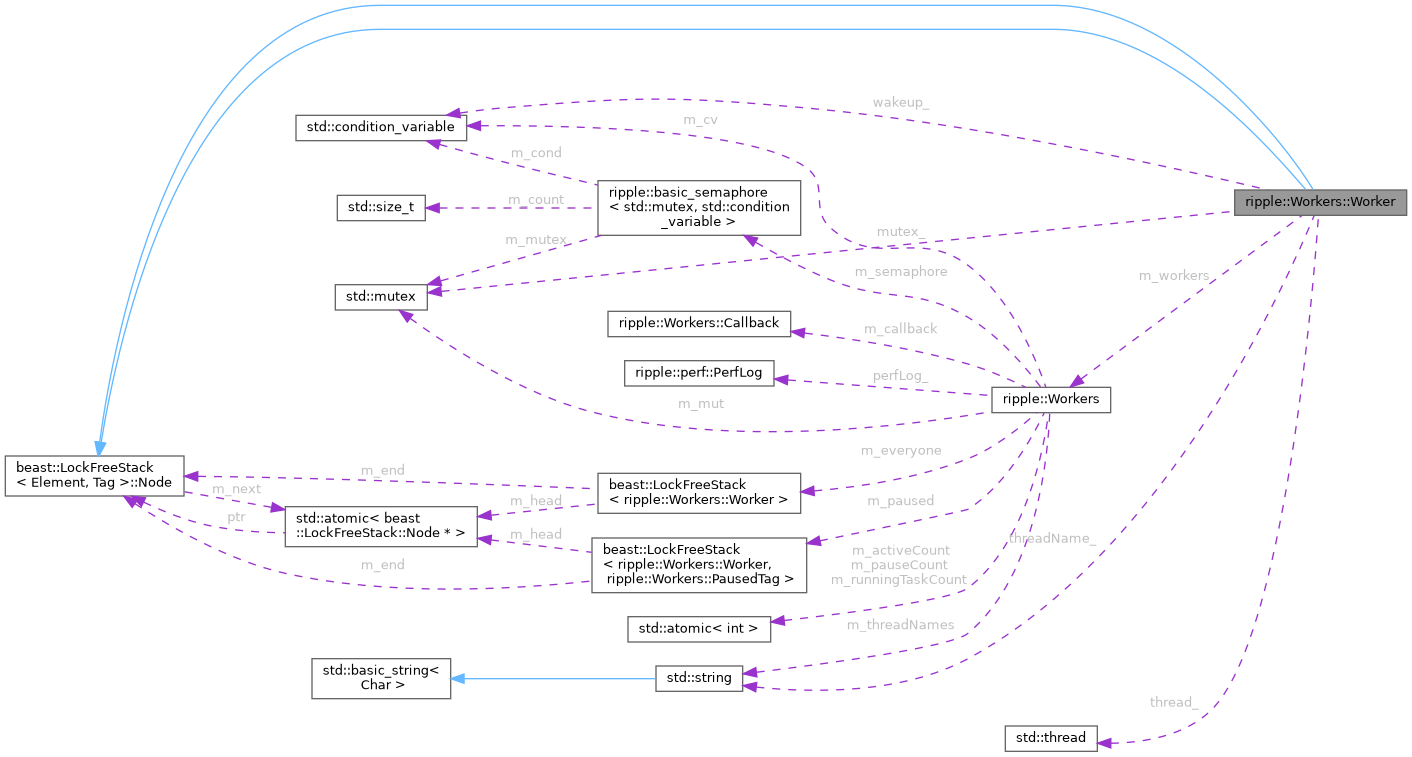 wakeup_
m_cv
std::condition_variable
m_cond
ripple::basic_semaphore
< std::mutex, std::condition
_variable >
m_count
std::size_t
ripple::Workers::Worker
mutex_
m_mutex
m_semaphore
m_workers
std::mutex
ripple::Workers::Callback
m_callback
ripple::perf::PerfLog
perfLog_
ripple::Workers
m_mut
m_everyone
beast::LockFreeStack
< Element, Tag >::Node
m_end
m_next
beast::LockFreeStack
< ripple::Workers::Worker >
m_head
m_paused
ptr
std::atomic< beast
::LockFreeStack::Node * >
m_head
threadName_
beast::LockFreeStack
< ripple::Workers::Worker,
ripple::Workers::PausedTag >
m_end
m_activeCount
m_pauseCount
m_runningTaskCount
std::atomic< int >
m_threadNames
std::basic_string<
Char >
std::string
thread_
std::thread